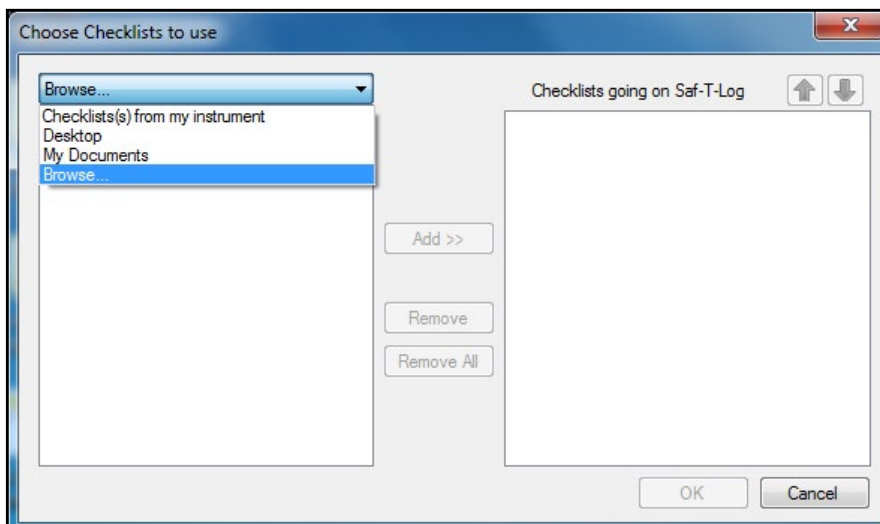 Choose Checklists to use
Browse...
Checklists(s) from my instrument
Desktop
My Documents
Browse...
Checklists going on Saf-T-Log
Add >>
Remove
Remove All
OK
Cancel